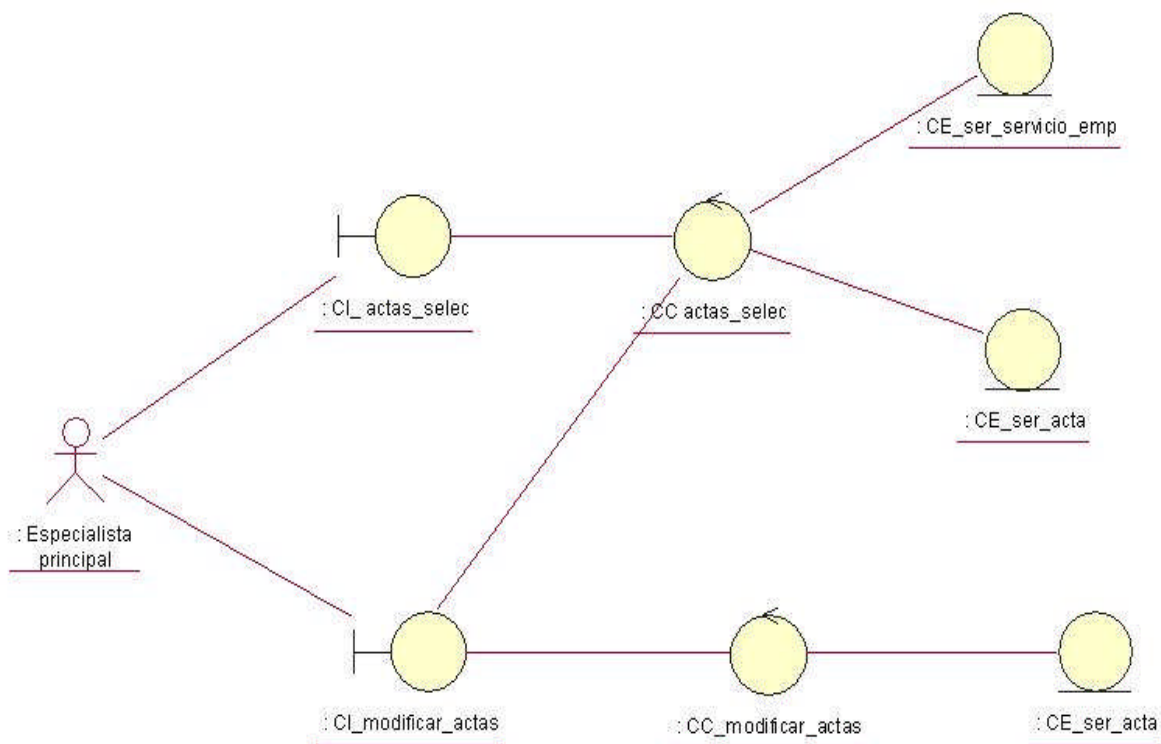 : CE_ser_servicio_emp
: CI_ actas_selec
: CC actas_selec
: CE_ser_acta
: Especialista
principal
: CI_modificar_actas
: CC_modificar_actas
: CE_ser_acta